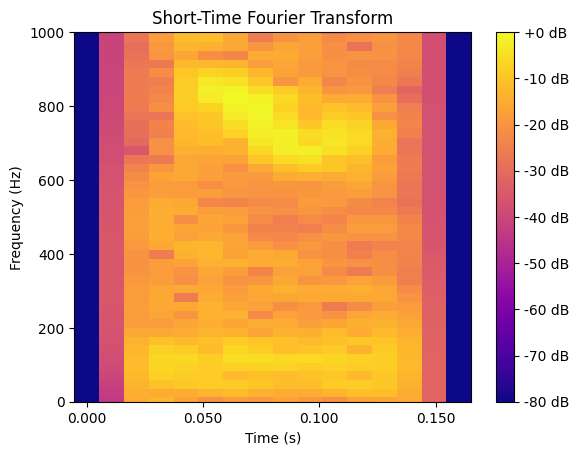 Short-Time Fourier Transform
1000
800
600
400
200
0
Frequency (Hz)
0.000
0.050
0.100
0.150
Time (s)
+0 dB
-10 dB
-20 dB
-30 dB
-40 dB
-50 dB
-60 dB
-70 dB
-80 dB